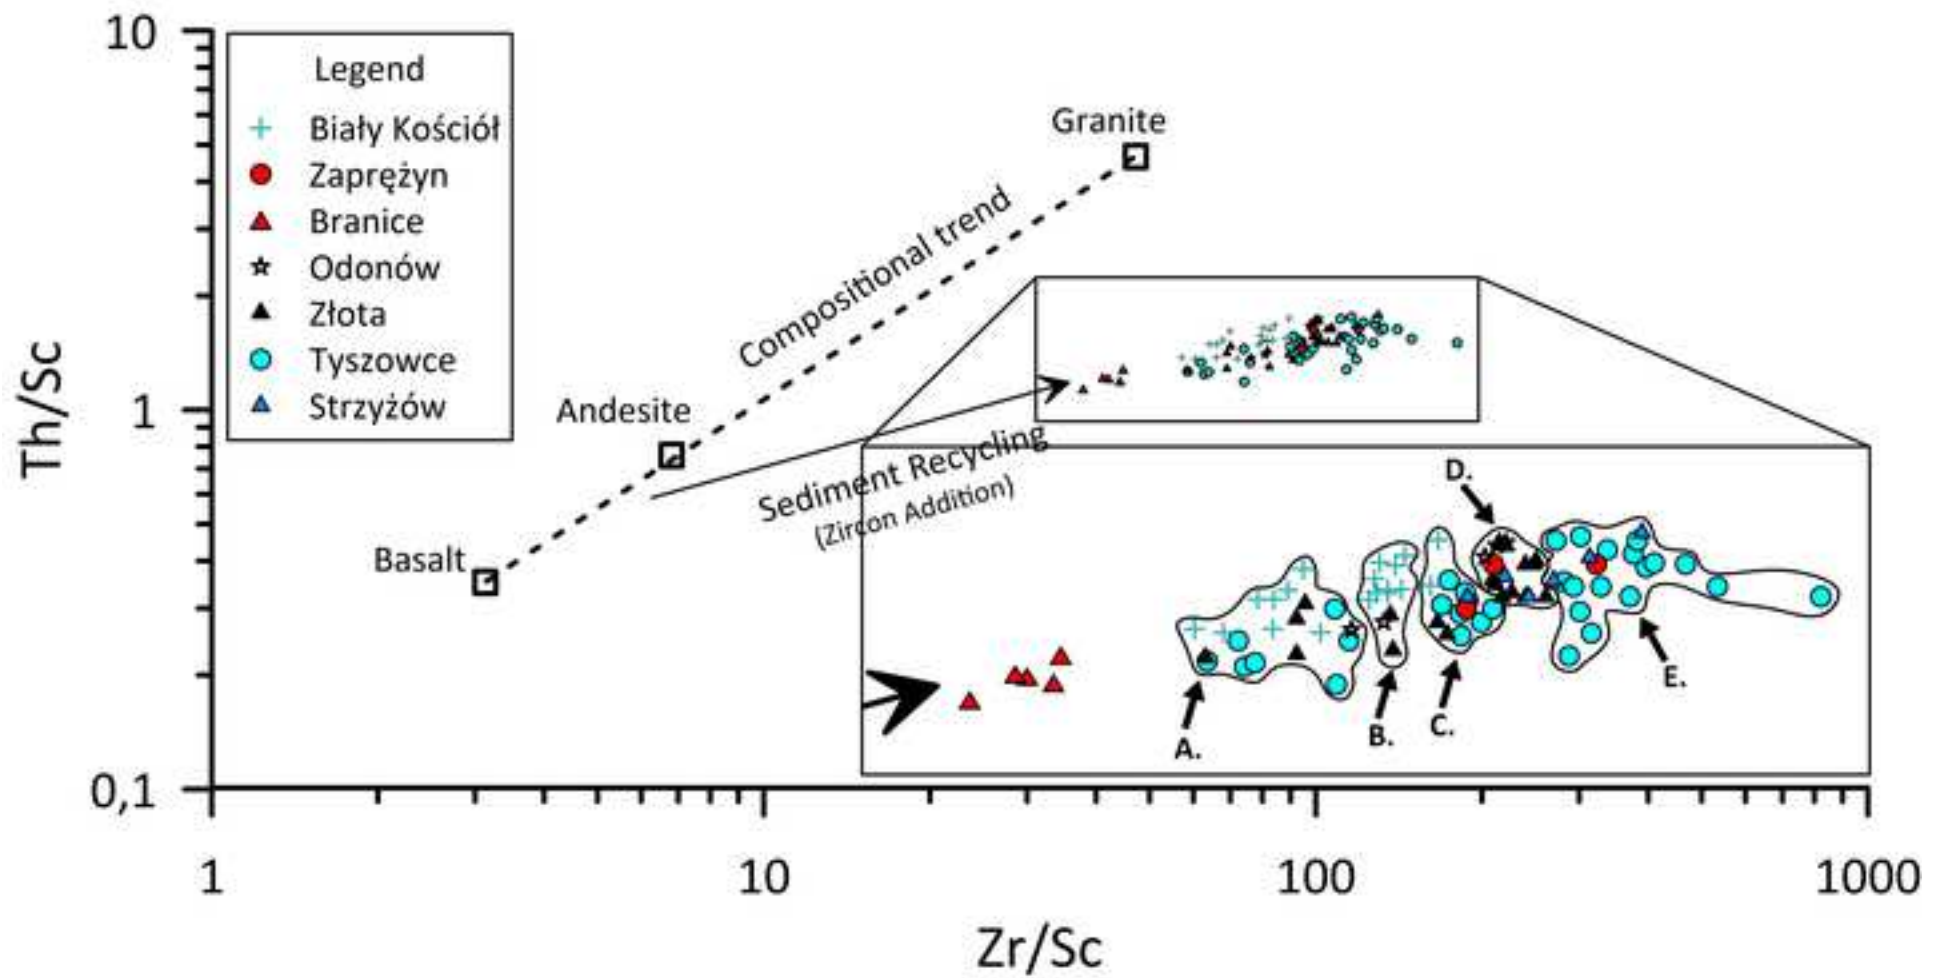 10
1
0,1
Th/Sc
Legend
Biały Kościół
Zaprężyn
Branice
Odonów
Złota
Tyszowce
Strzyżów
Granite
Compositional trend
Andesite
Basalt
Sediment Recycling
(Zircon Addition)
D.
E.
A.
B.
C.
1
10
100
1000
Zr/Sc